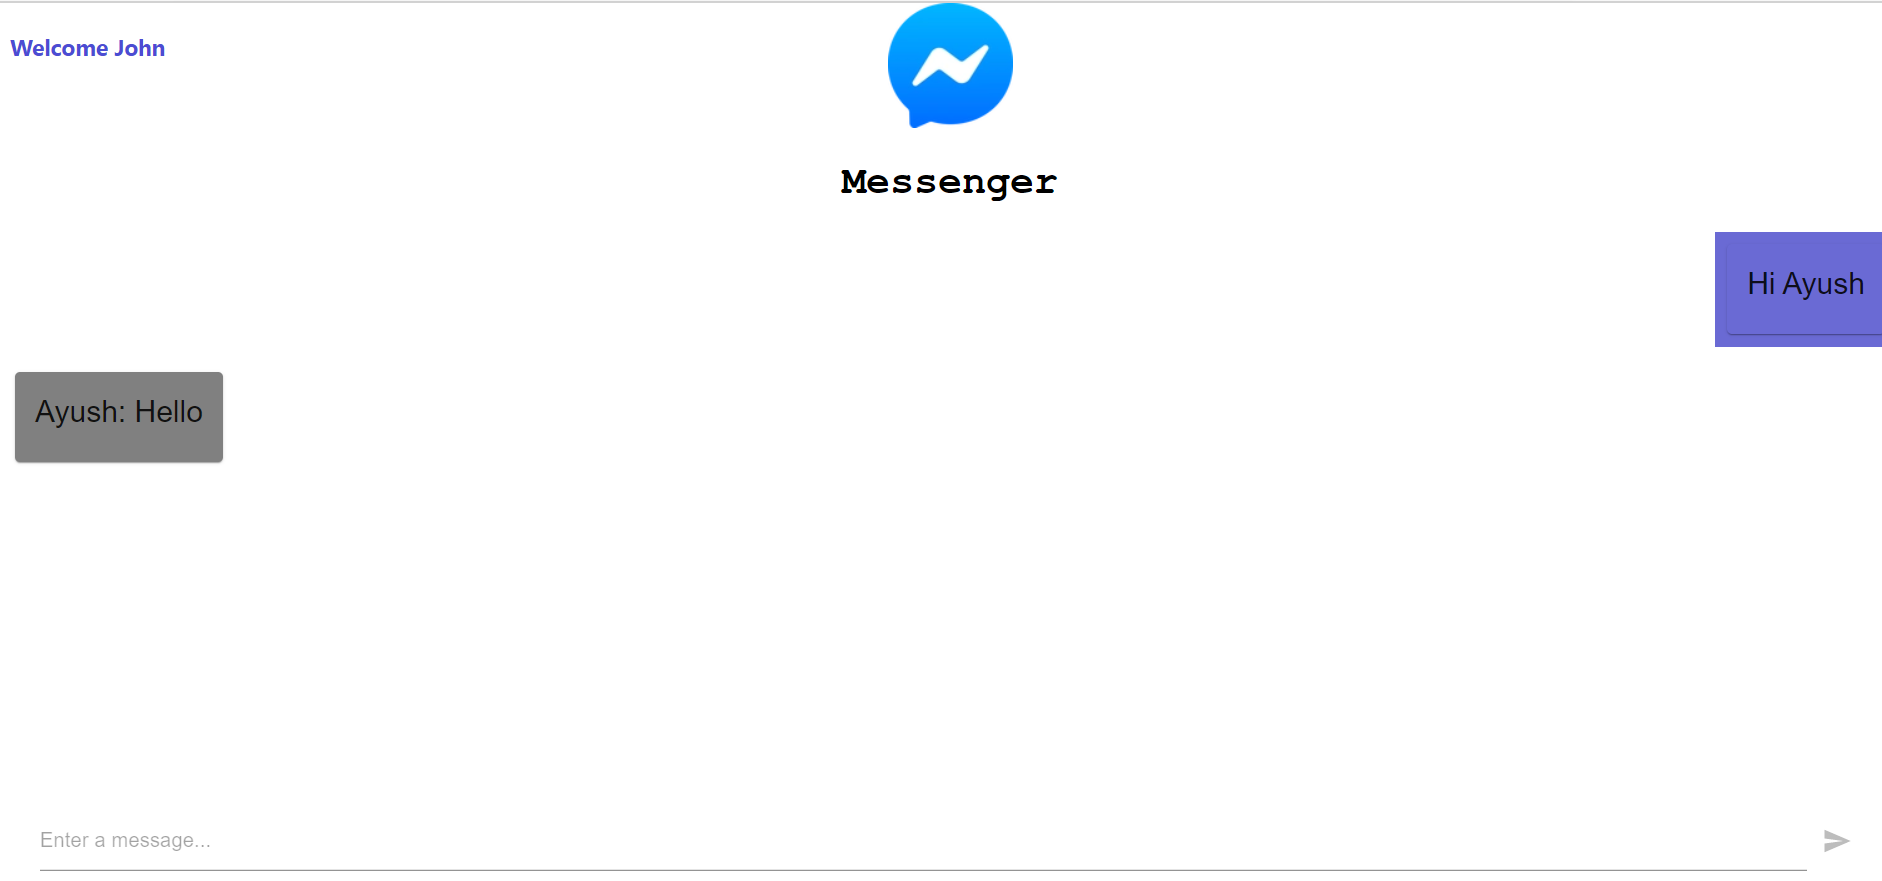 Welcome John
Messenger
Hi Ayush
Ayush: Hello
Enter a message...